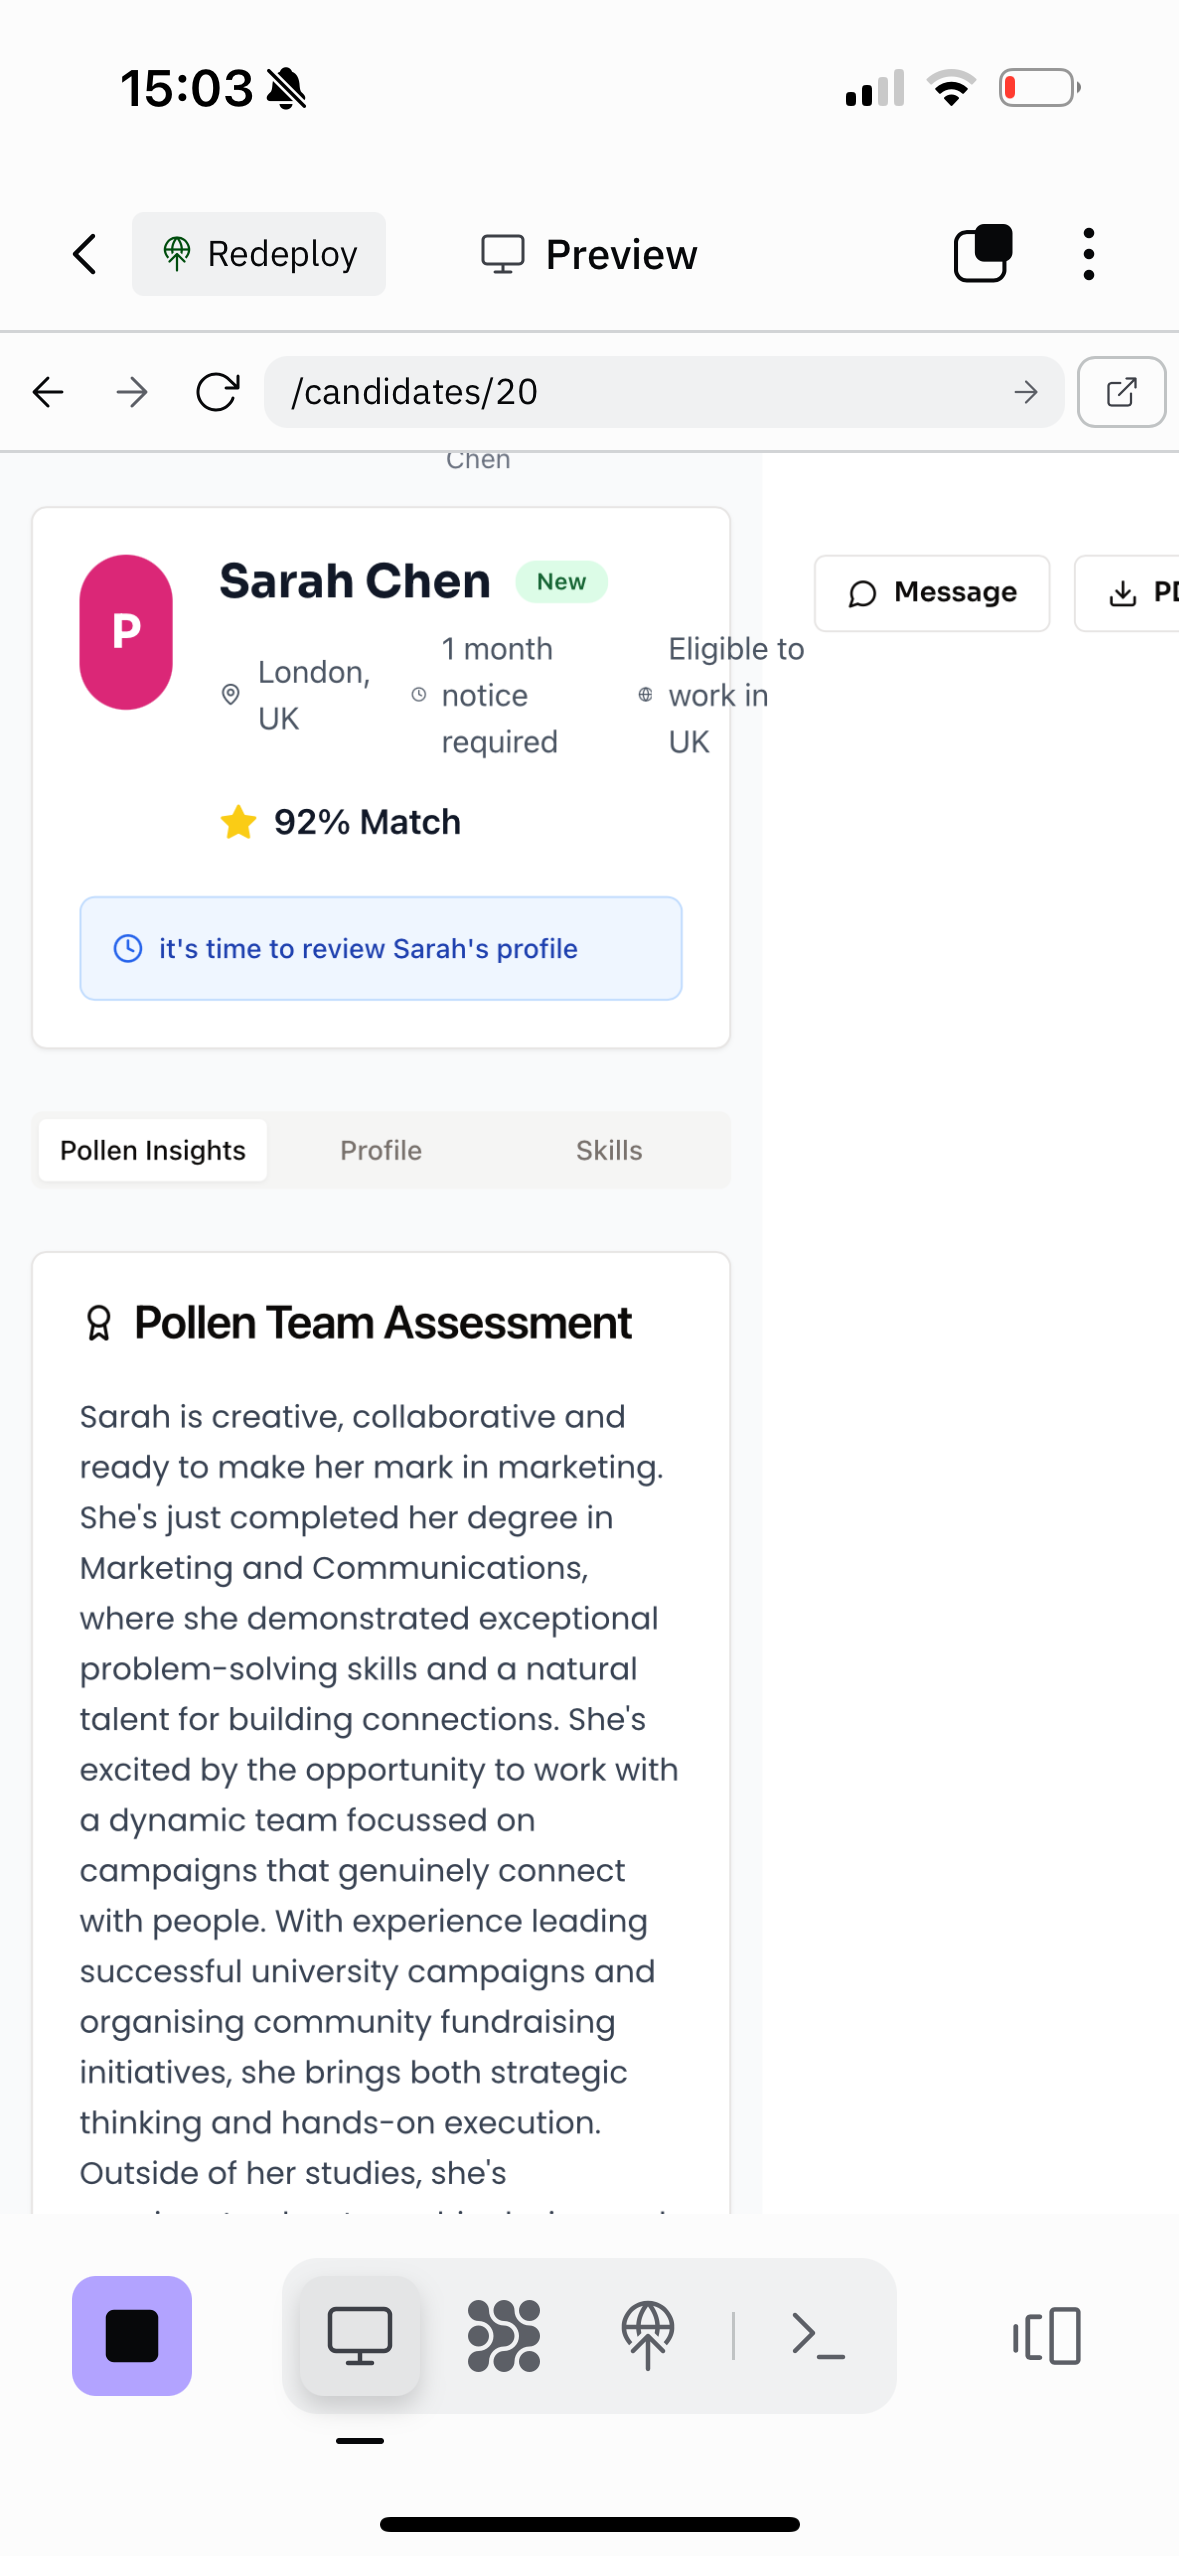 15:03
Redeploy
Preview
/candidates/20
Chen
P
Sarah Chen
New
Message
London,
UK
1 month
notice
required
Eligible to
work in
UK
92% Match
it's time to review Sarah's profile
Pollen Insights
Profile
Skills
Pollen Team Assessment
Sarah is creative, collaborative and
ready to make her mark in marketing.
She's just completed her degree in
Marketing and Communications,
where she demonstrated exceptional
problem-solving skills and a natural
talent for building connections. She's
excited by the opportunity to work with
a dynamic team focussed on
campaigns that genuinely connect
with people. With experience leading
successful university campaigns and
organising community fundraising
initiatives, she brings both strategic
thinking and hands-on execution.
Outside of her studies, she's